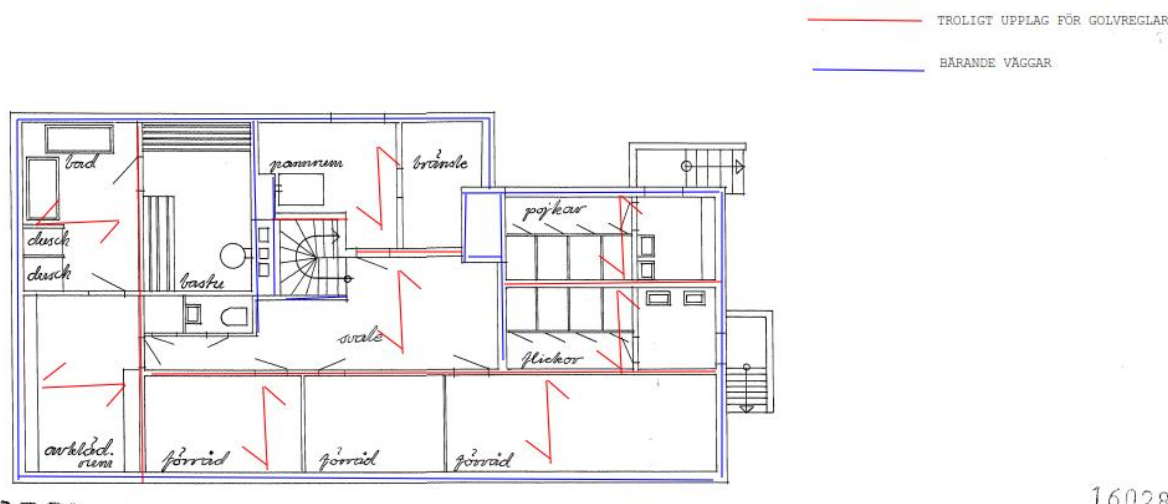 TROLIGT UPPLAG FÖR GOLVREGLAR
BÄRANDE VÄGGAR
bad
pannrum
bränsle
pojkar
dusch
dusch
bastu
svale
flickor
avkläd.
rum
förråd
förråd
förråd
16028